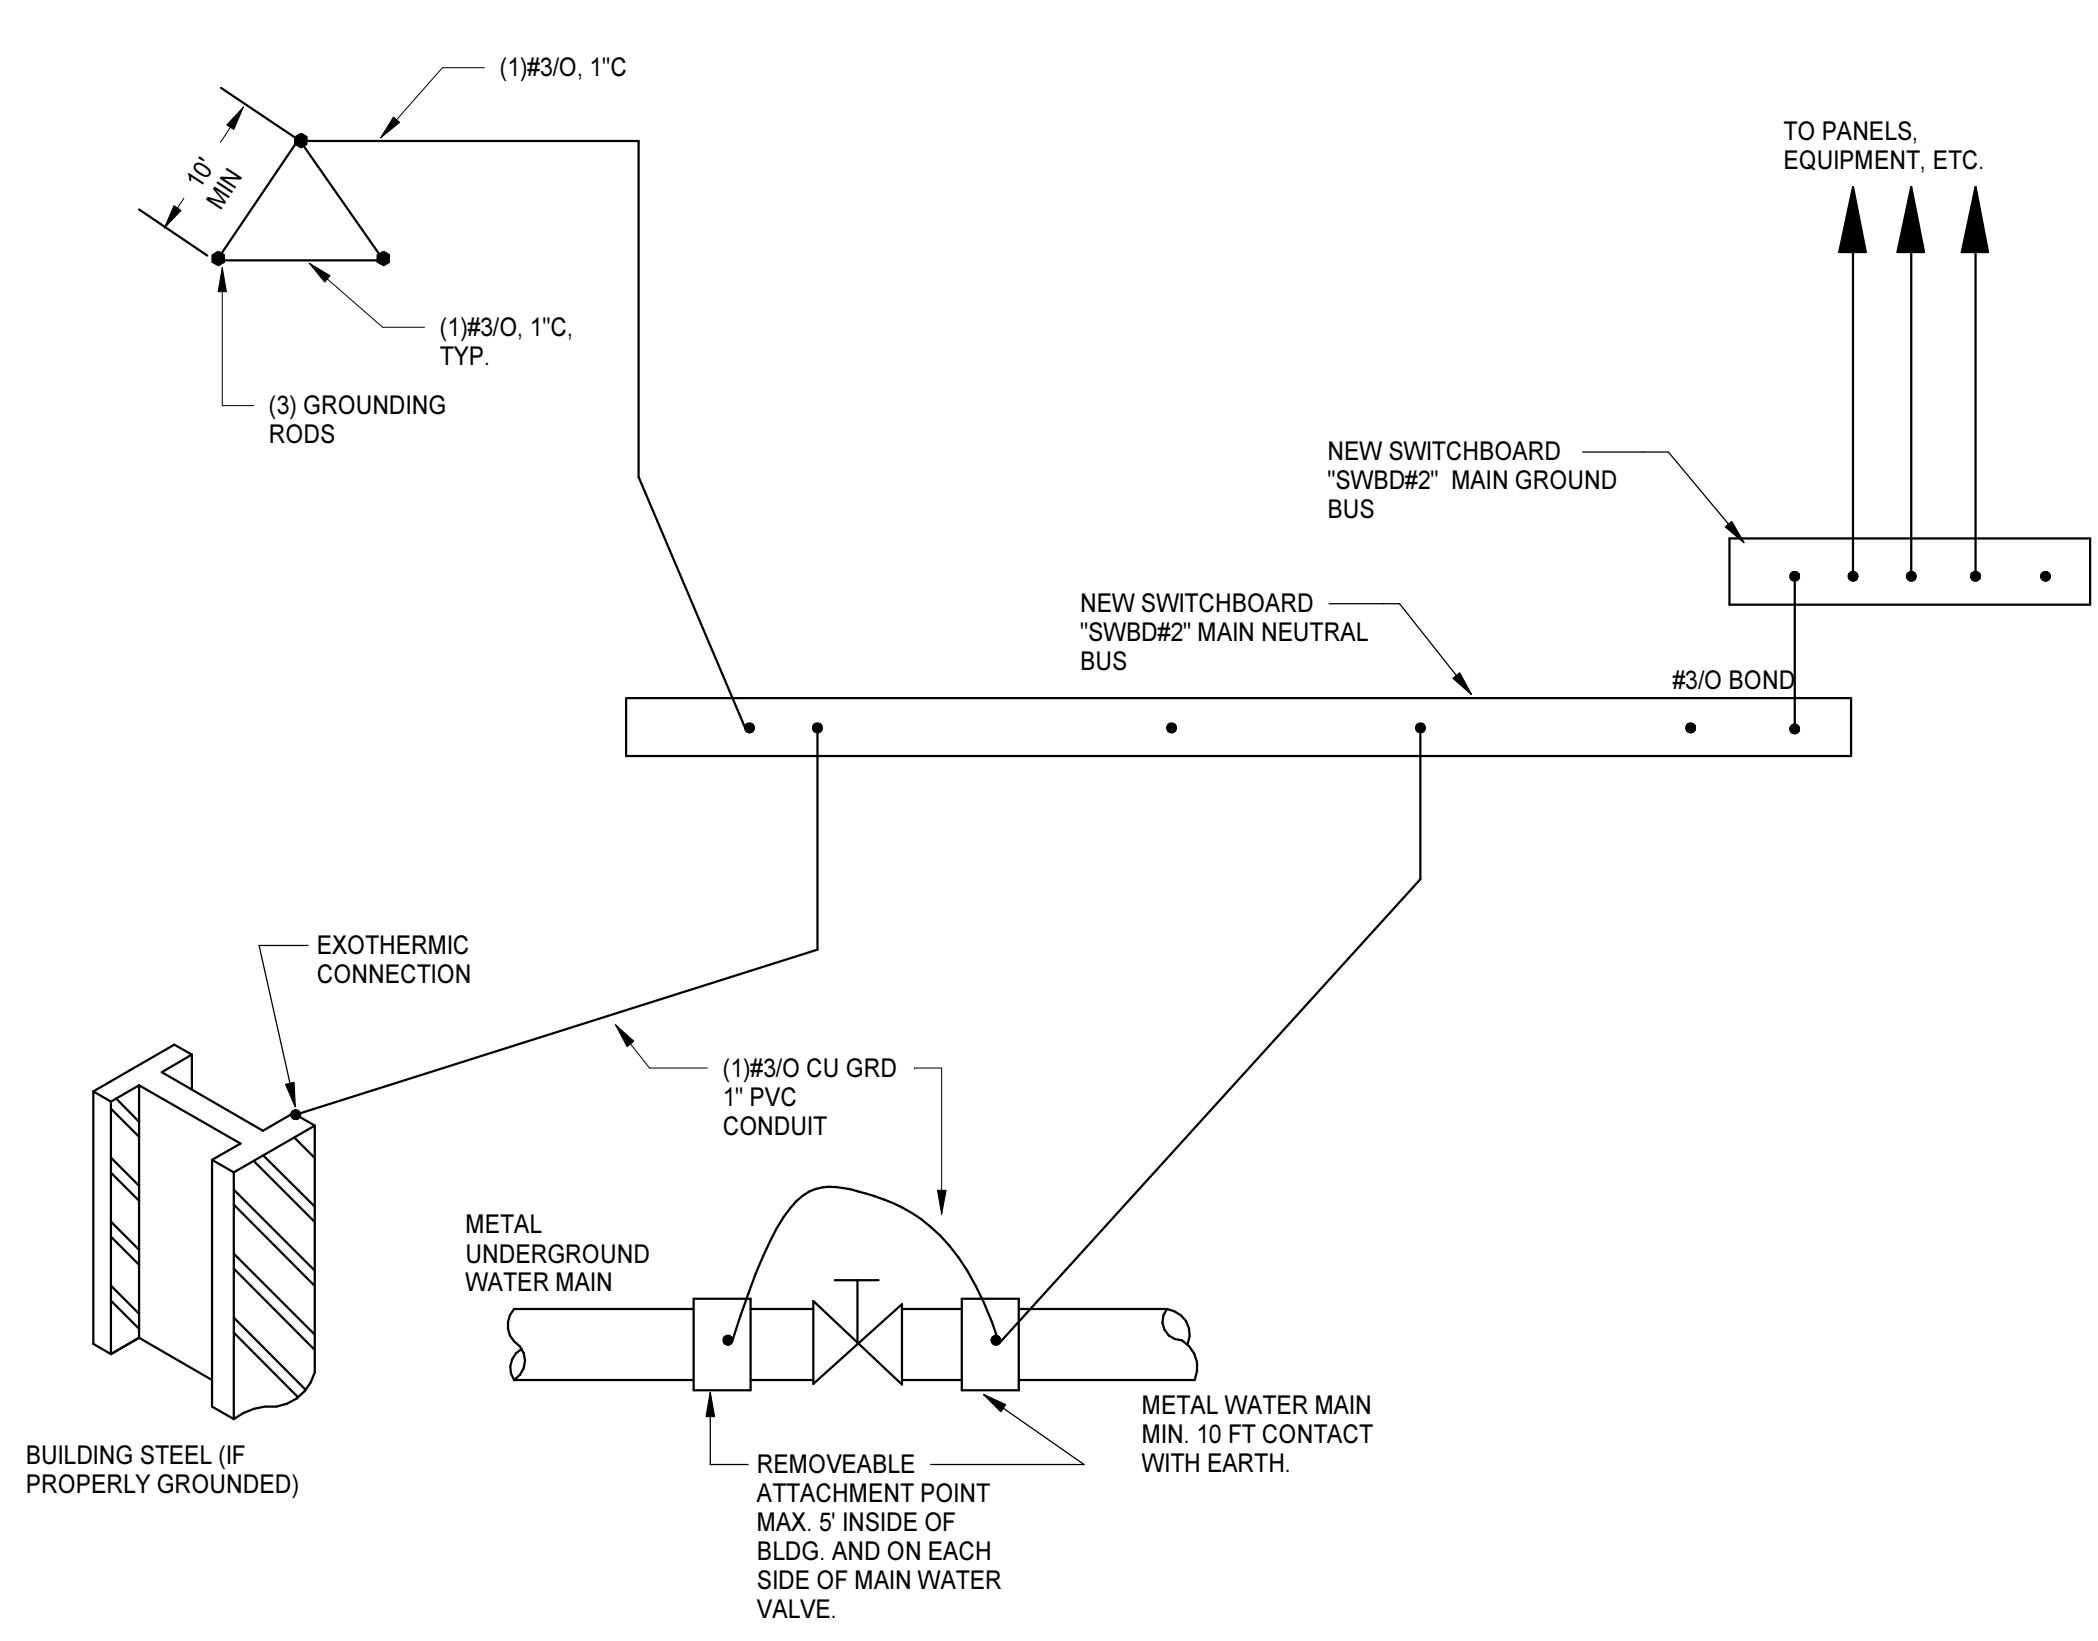 (1)#3/O, 1"C
10'
MIN
(1)#3/O, 1"C,
TYP.
(3) GROUNDING
RODS
TO PANELS,
EQUIPMENT, ETC.
NEW SWITCHBOARD
"SWBD#2" MAIN GROUND
BUS
NEW SWITCHBOARD
"SWBD#2" MAIN NEUTRAL
BUS
#3/O BOND
EXOTHERMIC
CONNECTION
(1)#3/O CU GRD
1" PVC
CONDUIT
METAL
UNDERGROUND
WATER MAIN
BUILDING STEEL (IF
PROPERLY GROUNDED)
REMOVEABLE
ATTACHMENT POINT
MAX. 5' INSIDE OF
BLDG. AND ON EACH
SIDE OF MAIN WATER
VALVE.
METAL WATER MAIN
MIN. 10 FT CONTACT
WITH EARTH.